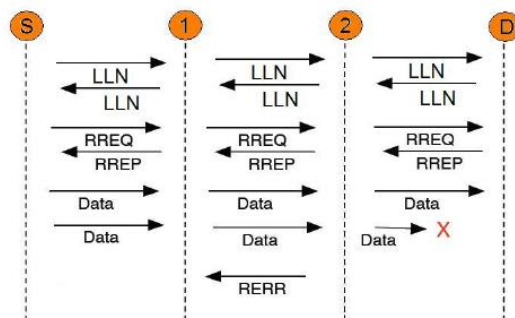 S 1 2 D
LLN LLN LLN
LLN LLN LLN
RREQ RREQ RREQ
RREP RREP RREP
Data Data Data
Data Data Data X
RERR